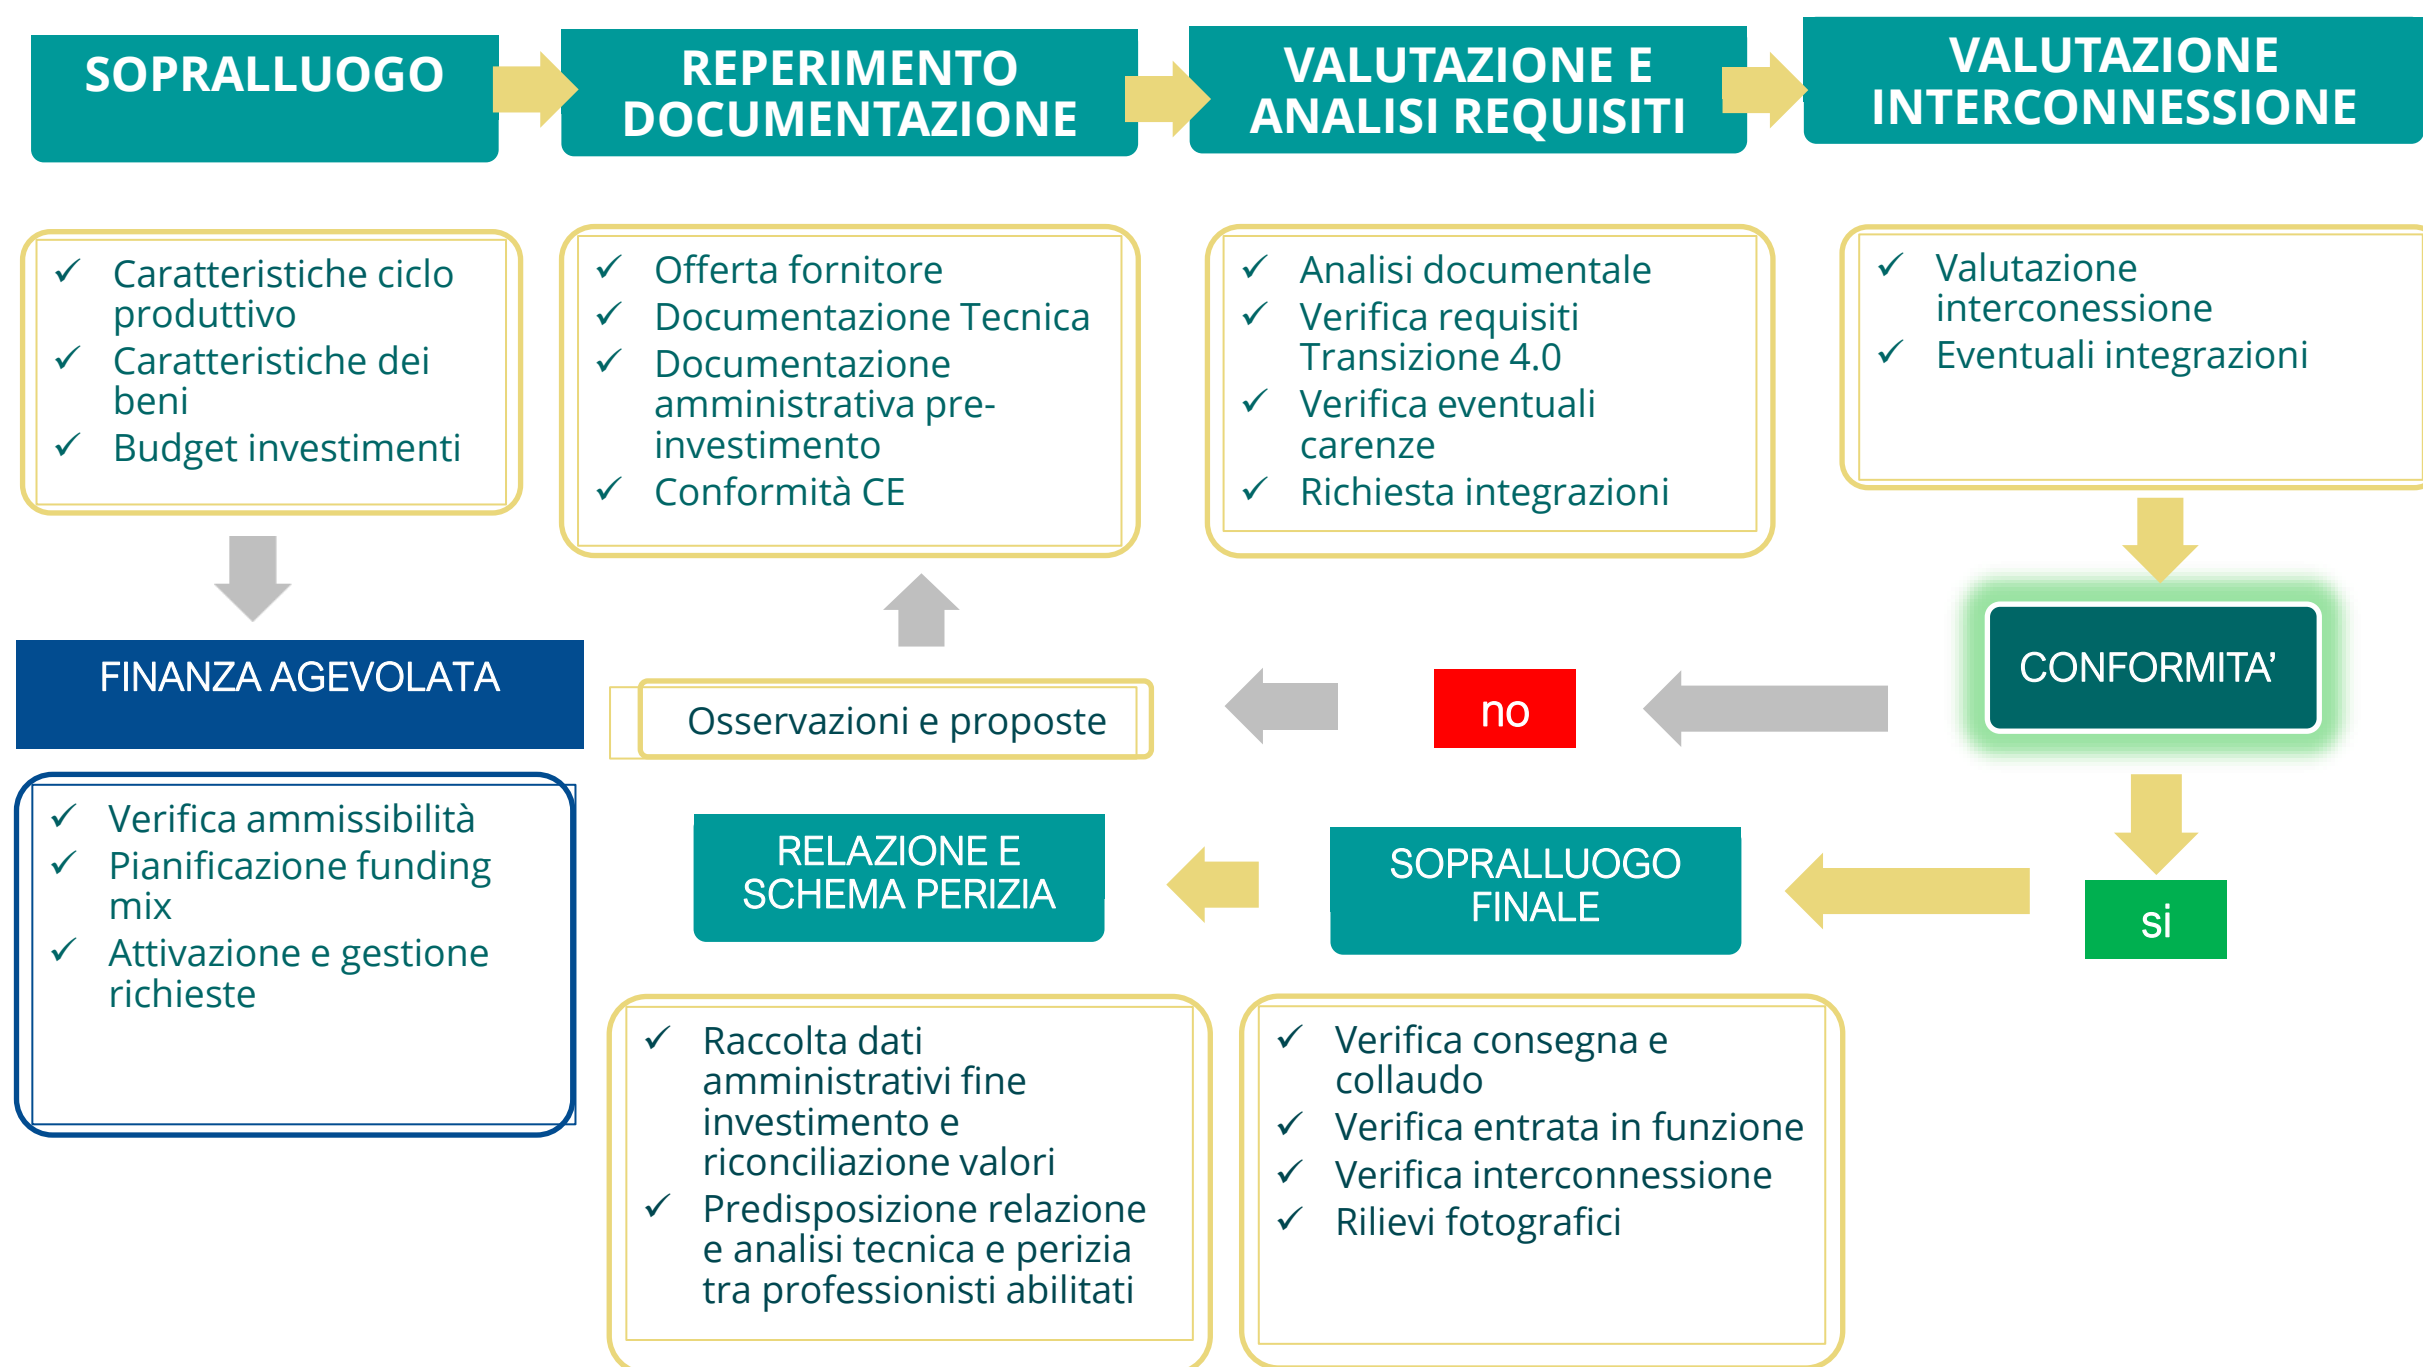 SOPRALLUOGO
REPERIMENTO
DOCUMENTAZIONE
VALUTAZIONE E
ANALISI REQUISITI
VALUTAZIONE
INTERCONNESSIONE
✓ Caratteristiche ciclo
produttivo
✓ Caratteristiche dei
beni
✓ Budget investimenti
✓ Offerta fornitore
✓ Documentazione Tecnica
✓ Documentazione
amministrativa pre-
investimento
✓ Conformità CE
✓ Analisi documentale
✓ Verifica requisiti
Transizione 4.0
✓ Verifica eventuali
carenze
✓ Richiesta integrazioni
✓ Valutazione
interconessione
✓ Eventuali integrazioni
CONFORMITA’
no
Osservazioni e proposte
FINANZA AGEVOLATA
✓ Verifica ammissibilità
✓ Pianificazione funding
mix
✓ Attivazione e gestione
richieste
si
SOPRALLUOGO
FINALE
✓ Verifica consegna e
collaudo
✓ Verifica entrata in funzione
✓ Verifica interconnessione
✓ Rilievi fotografici
RELAZIONE E
SCHEMA PERIZIA
✓ Raccolta dati
amministrativi fine
investimento e
riconciliazione valori
✓ Predisposizione relazione
e analisi tecnica e perizia
tra professionisti abilitati